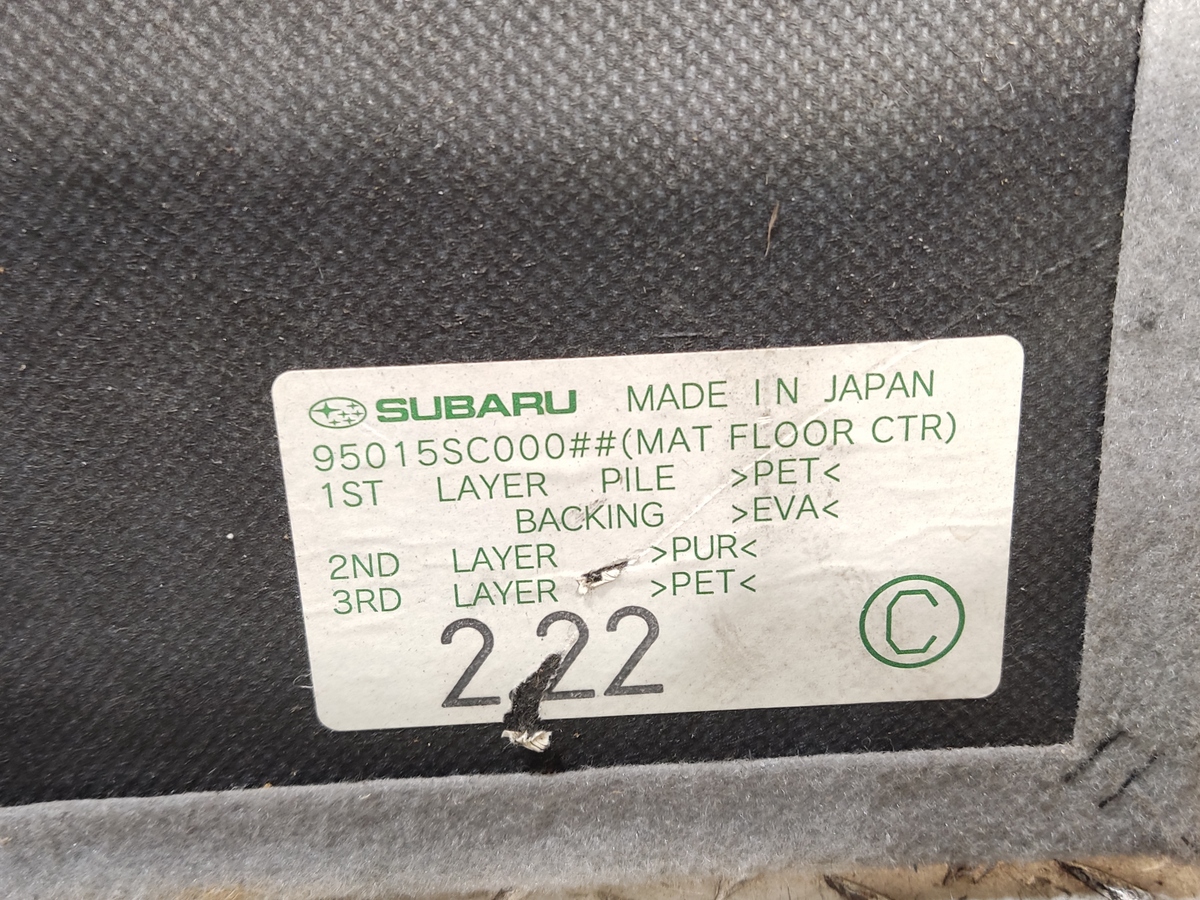 SUBARU MADE IN JAPAN
95015SC000##(MAT FLOOR CTR)
1ST LAYER PILE >PET<
BACKING >EVA<
2ND LAYER >PUR<
3RD LAYER >PET<
222
C